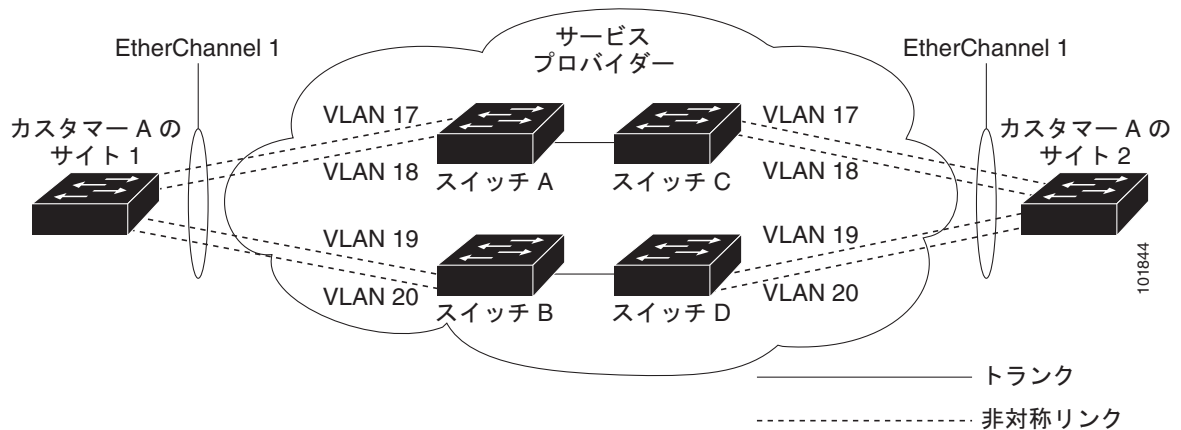 EtherChannel 1
サービス
プロバイダー
EtherChannel 1
カスタマー A の
サイト 1
VLAN 17
VLAN 18
スイッチ A
スイッチ C
VLAN 17
VLAN 18
カスタマー A の
サイト 2
VLAN 19
VLAN 20
スイッチ B
スイッチ D
VLAN 19
VLAN 20
101844
トランク
非対称リンク